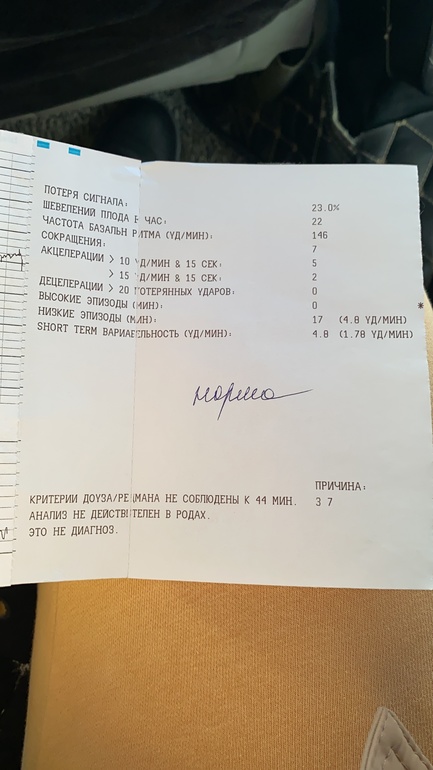 ПОТЕРЯ СИГНАЛА: 23.0%
ШЕВЕЛЕНИЙ ПЛОДА В ЧАС: 22
ЧАСТОТА БАЗАЛЬН РИТМА (УД/МИН): 146
СОКРАЩЕНИЯ: 7
АКЦЕЛЕРАЦИИ > 10 УД/МИН & 15 СЕК: 5
> 15 УД/МИН & 15 СЕК: 2
ДЕЦЕЛЕРАЦИИ > 20 ПОТЕРЯННЫХ УДАРОВ: 0
ВЫСОКИЕ ЭПИЗОДЫ (МИН): 0 *
НИЗКИЕ ЭПИЗОДЫ (МИН): 17 (4.8 УД/МИН)
SHORT TERM ВАРИАБЕЛЬНОСТЬ (УД/МИН): 4.8 (1.78 УД/МИН)
норма
ПРИЧИНА:
КРИТЕРИИ ДОУЗА/РЕДМАНА НЕ СОБЛЮДЕНЫ К 44 МИН. 3 7
АНАЛИЗ НЕ ДЕЙСТВИТЕЛЕН В РОДАХ.
ЭТО НЕ ДИАГНОЗ.